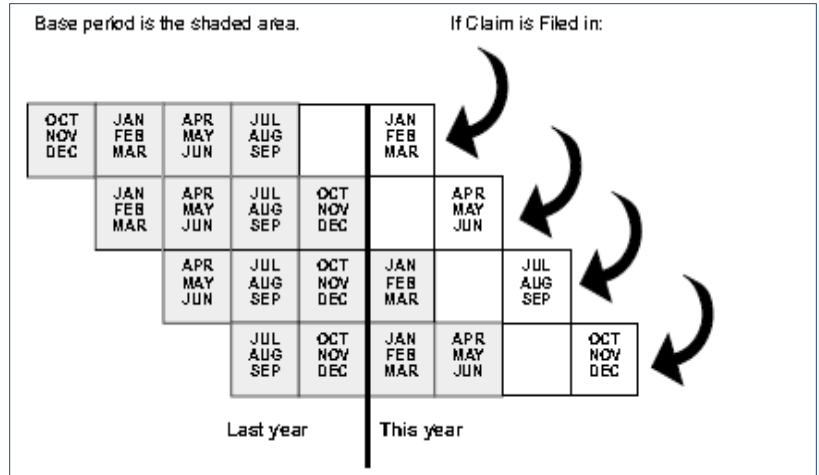 Base period is the shaded area. If Claim is Filed in:
OCT JAN APR JUL JAN
NOV FEB MAY AUG FEB
DEC MAR JUN SEP MAR
JAN APR JUL OCT APR
FEB MAY AUG NOV MAY
MAR JUN SEP DEC JUN
APR JUL OCT JAN JUL
MAY AUG NOV FEB AUG
JUN SEP DEC MAR SEP
JUL OCT JAN APR OCT
AUG NOV FEB MAY NOV
SEP DEC MAR JUN DEC
Last year This year